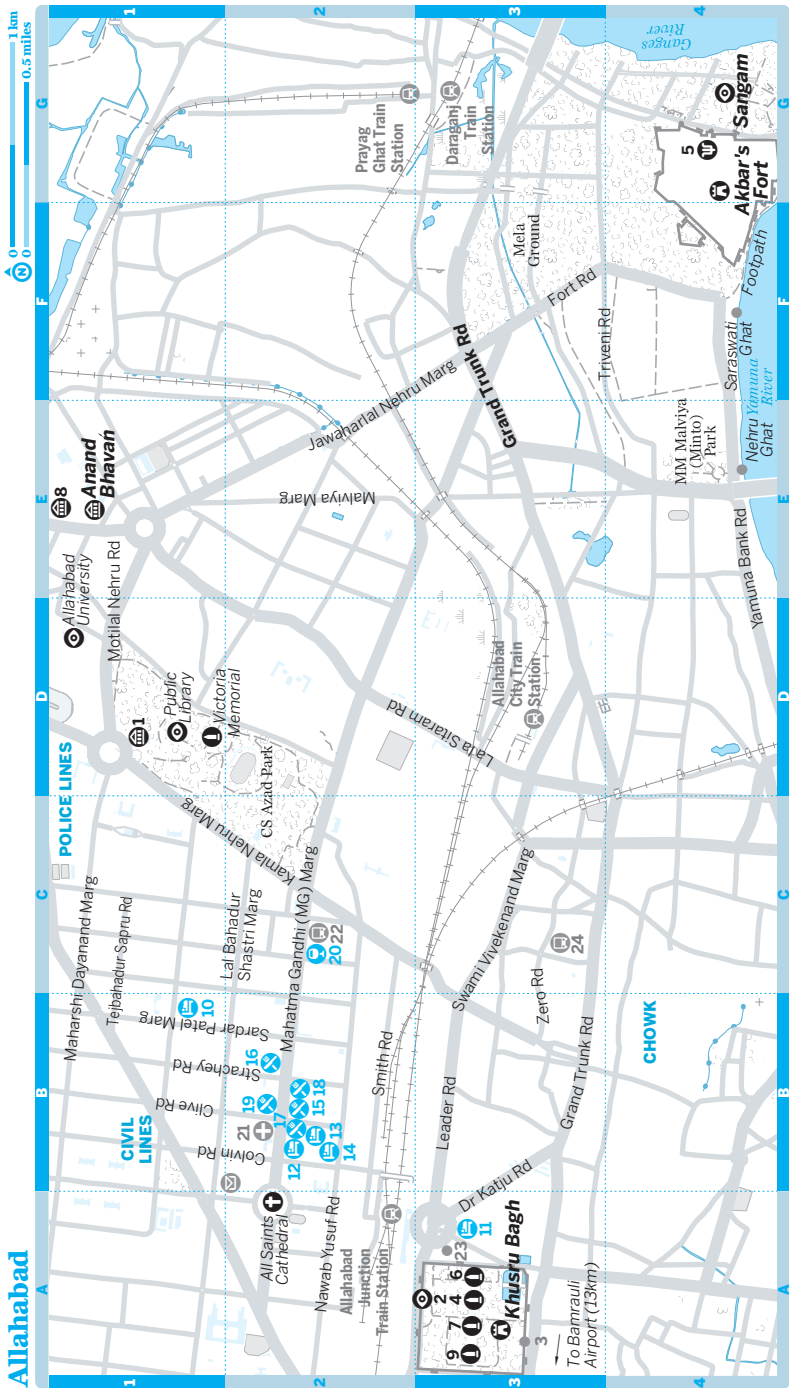 Allahabad
0
1 km
0
0.5 miles
N
A
B
C
D
E
F
G
1
2
3
4
POLICE LINES
Maharshi Dayanand Marg
Tejbahadur Sapru Rd
CIVIL
LINES
Colvin Rd
Clive Rd
Strachey Rd
Sardar Patel Marg
10
16
19
21
17
12
15
18
13
14
20
22
Lal Bahadur
Shastri Marg
Kamla Nehru Marg
Mahatma Gandhi (MG) Marg
All Saints
Cathedral
Nawab Yusuf Rd
Allahabad
Junction
Train Station
Smith Rd
CS Azad Park
1
Public
Library
Victoria
Memorial
Motilal Nehru Rd
Allahabad
University
8
Anand
Bhavan
Malviya Marg
Jawaharlal Nehru Marg
Prayag
Ghat Train
Station
Daraganj
Train
Station
Lala Sitaram Rd
Allahabad
City Train
Station
Grand Trunk Rd
Mela
Ground
Fort Rd
Triveni Rd
Leader Rd
Swami Vivekenand Marg
Zero Rd
24
Grand Trunk Rd
Dr Katju Rd
11
23
2
6
4
7
9
Khusru Bagh
3
To Bamrauli
Airport (13km)
CHOWK
MM Malviya
(Minto)
Park
Yamuna Bank Rd
Nehru
Ghat
Yamuna
River
Saraswati
Ghat
Footpath
5
Akbar's
Fort
Sangam
Ganges
River
1
2
3
4
A
B
C
D
E
F
G